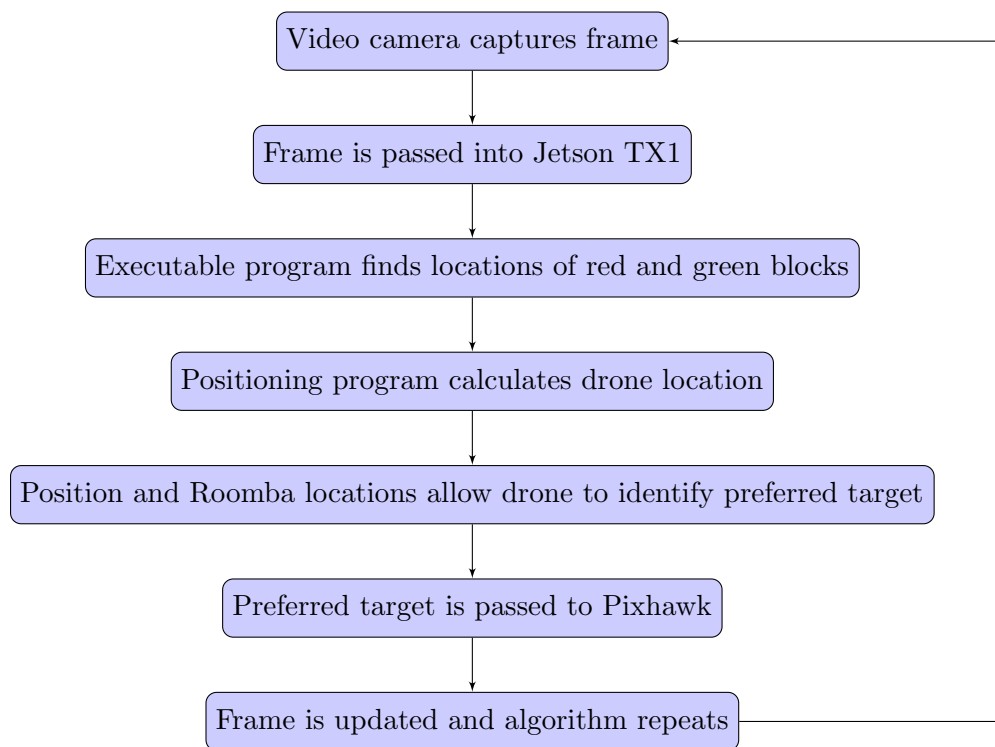 Video camera captures frame
Frame is passed into Jetson TX1
Executable program finds locations of red and green blocks
Positioning program calculates drone location
Position and Roomba locations allow drone to identify preferred target
Preferred target is passed to Pixhawk
Frame is updated and algorithm repeats